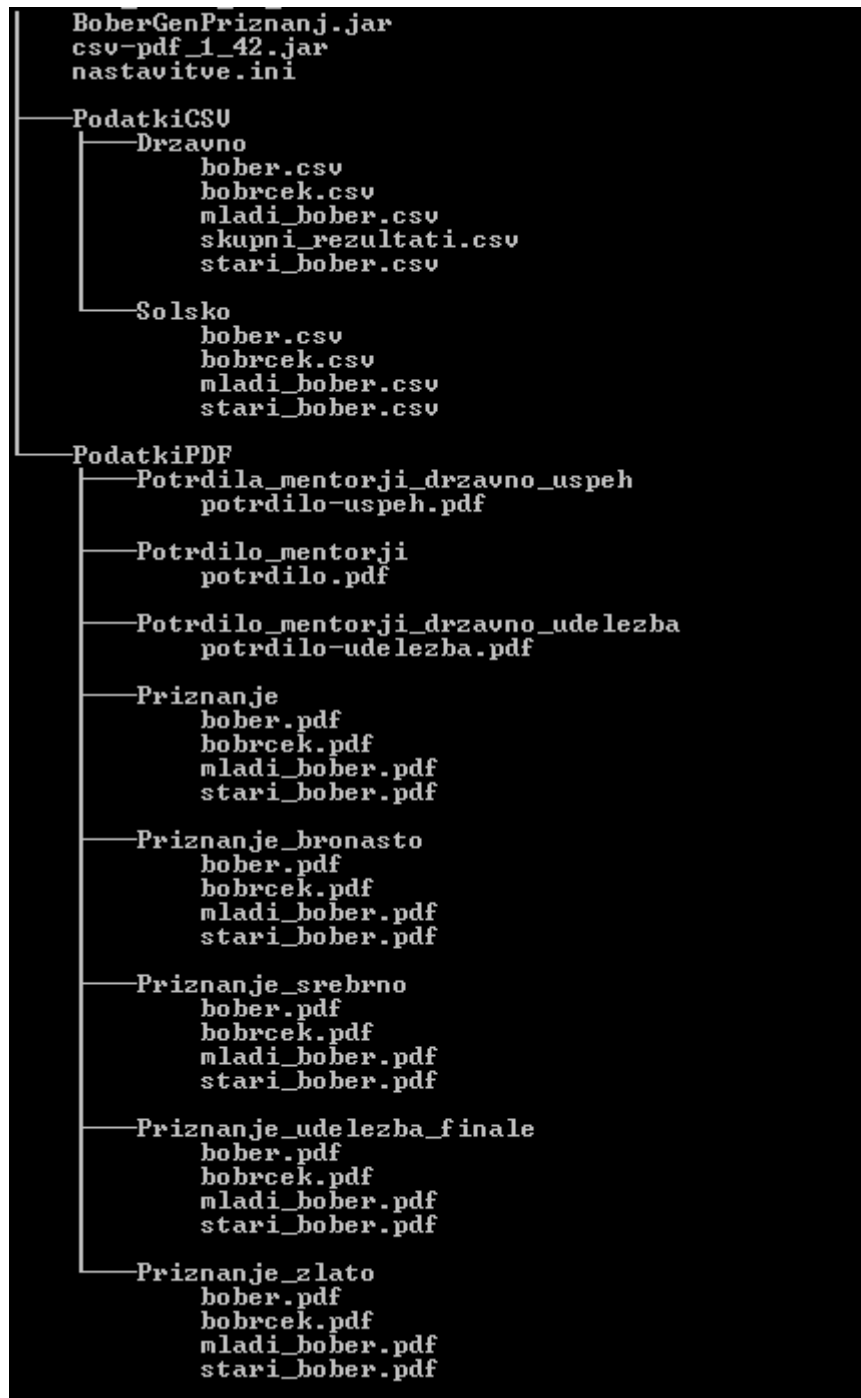 BoberGenPriznanj.jar
csv-pdf_1_42.jar
nastavitve.ini
PodatkiCSV
Drzavno
bober.csv
bobrcek.csv
mladi_bober.csv
skupni_rezultati.csv
stari_bober.csv
Solsko
bober.csv
bobrcek.csv
mladi_bober.csv
stari_bober.csv
PodatkiPDF
Potrdila_mentorji_drzavno_uspeh
potrdilo-uspeh.pdf
Potrdilo_mentorji
potrdilo.pdf
Potrdilo_mentorji_drzavno_udelezba
potrdilo-udelezba.pdf
Priznanje
bober.pdf
bobrcek.pdf
mladi_bober.pdf
stari_bober.pdf
Priznanje_bronasto
bober.pdf
bobrcek.pdf
mladi_bober.pdf
stari_bober.pdf
Priznanje_srebrno
bober.pdf
bobrcek.pdf
mladi_bober.pdf
stari_bober.pdf
Priznanje_udelezba_finale
bober.pdf
bobrcek.pdf
mladi_bober.pdf
stari_bober.pdf
Priznanje_zlato
bober.pdf
bobrcek.pdf
mladi_bober.pdf
stari_bober.pdf